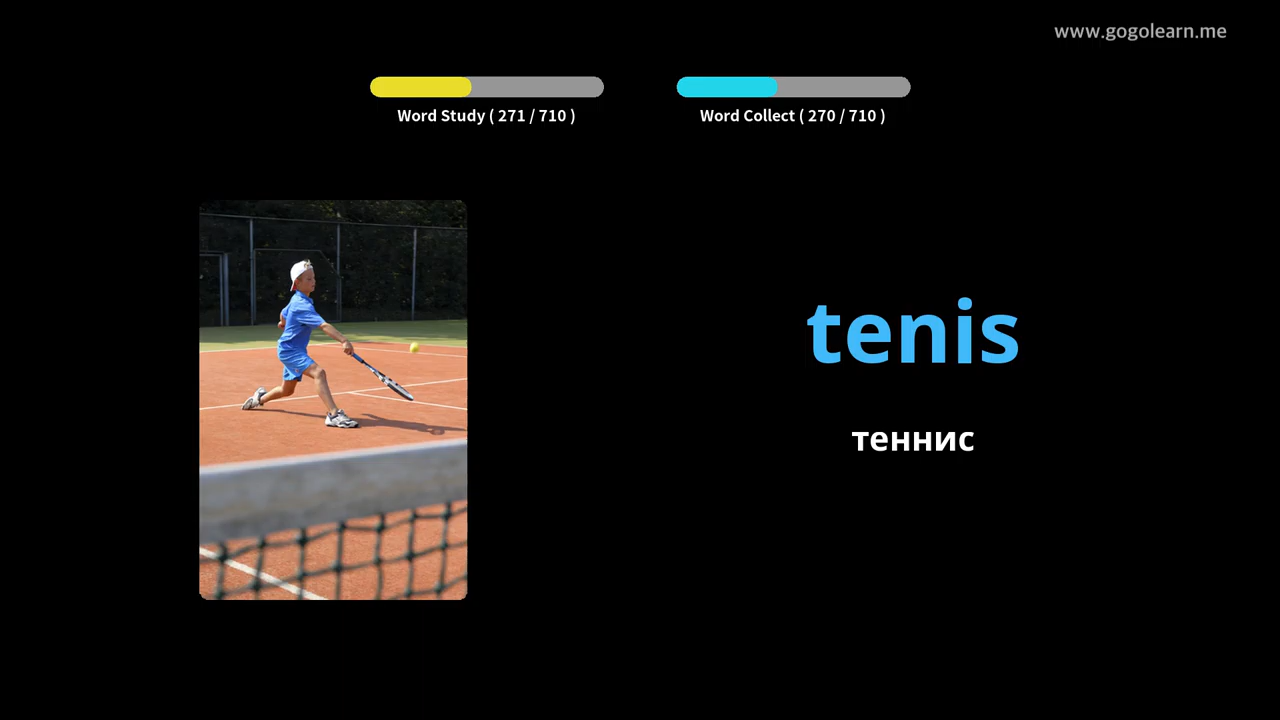 www.gogolearn.me
Word Study ( 271 / 710 )
Word Collect ( 270 / 710 )
tenis
теннис